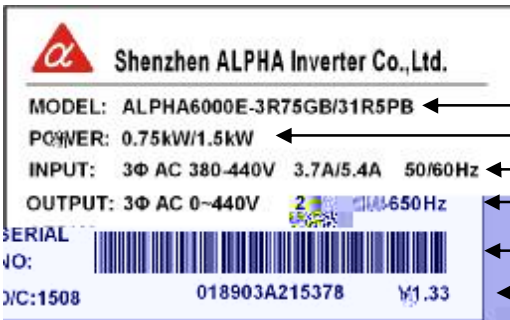 α Shenzhen ALPHA Inverter Co.,Ltd.
MODEL: ALPHA6000E-3R75GB/31R5PB
POWER: 0.75kW/1.5kW
INPUT: 3Φ AC 380-440V 3.7A/5.4A 50/60Hz
OUTPUT: 3Φ AC 0~440V 650Hz
SERIAL
NO:
D/C:1508 018903A215378 V1.33